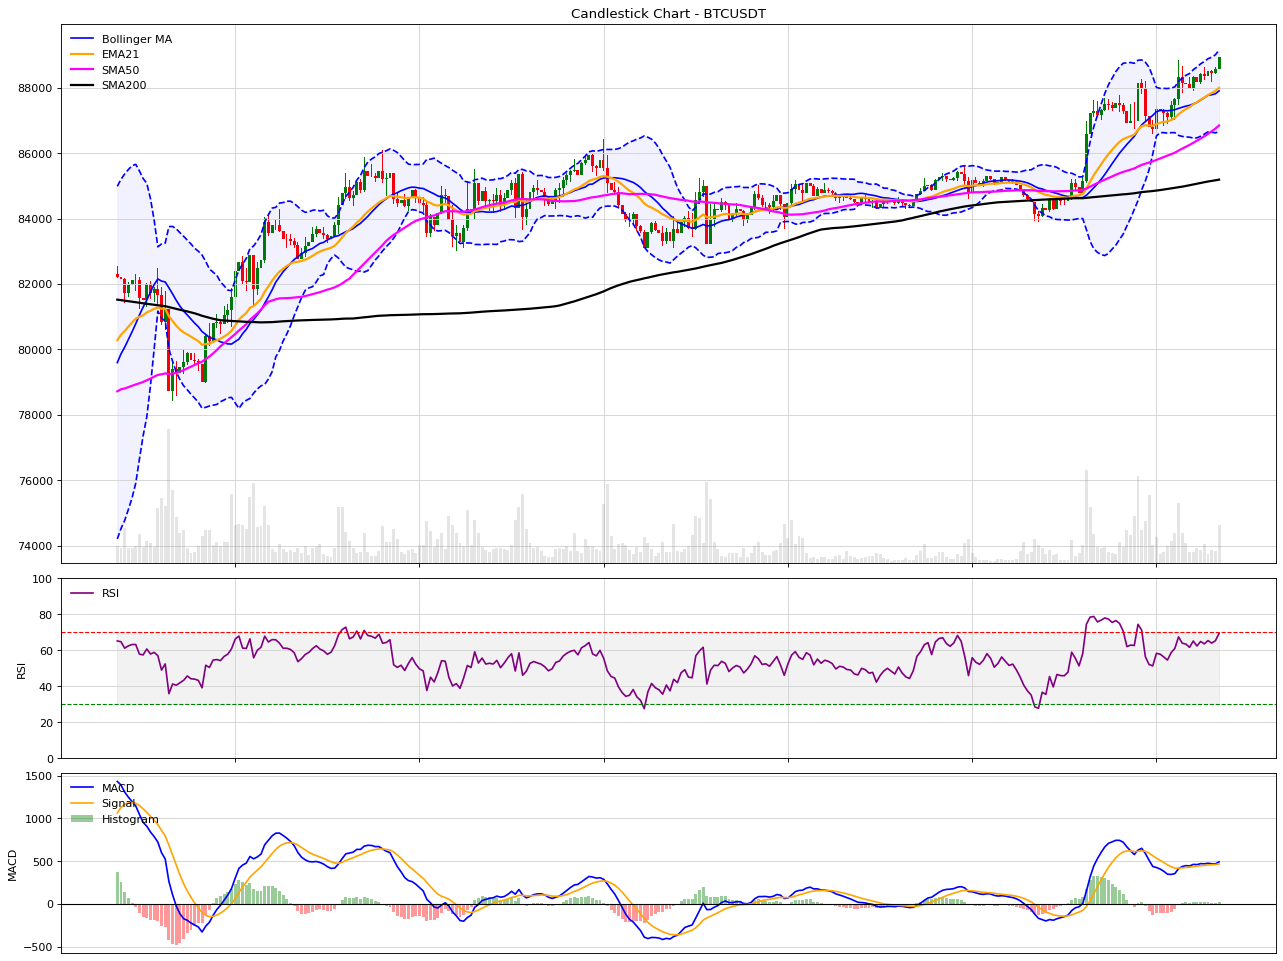 Candlestick Chart - BTCUSDT
Bollinger MA
EMA21
SMA50
SMA200
88000
86000
84000
82000
80000
78000
76000
74000
RSI
100
80
60
40
20
0
RSI
MACD
Signal
Histogram
1500
1000
500
0
−500
MACD